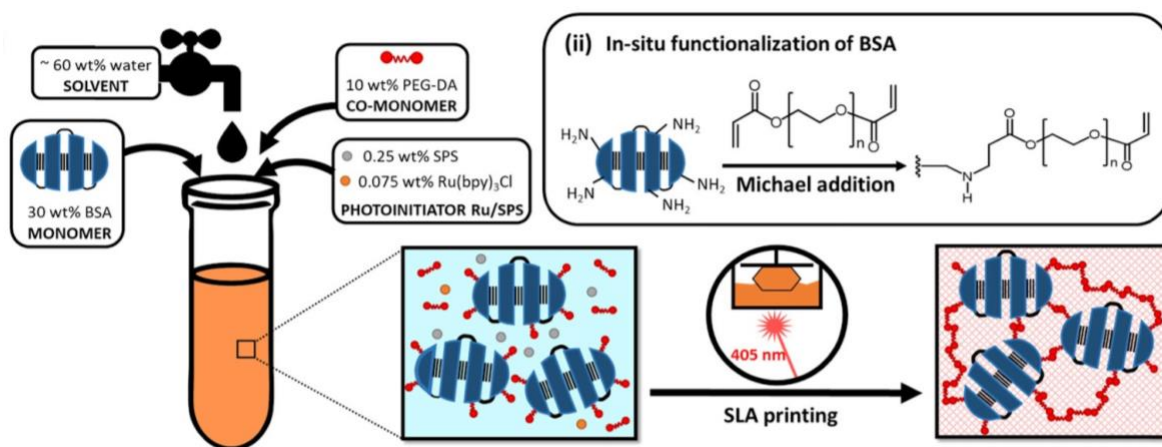 ~ 60 wt% water
SOLVENT
10 wt% PEG-DA
CO-MONOMER
30 wt% BSA
MONOMER
0.25 wt% SPS
0.075 wt% Ru(bpy)₃Cl
PHOTOINITIATOR Ru/SPS
(ii) In-situ functionalization of BSA
H₂N
NH₂
H₂N
H₂N
NH₂
NH₂
O
O
O
n
O
O
Michael addition
N
H
O
O
O
n
O
405 nm
SLA printing